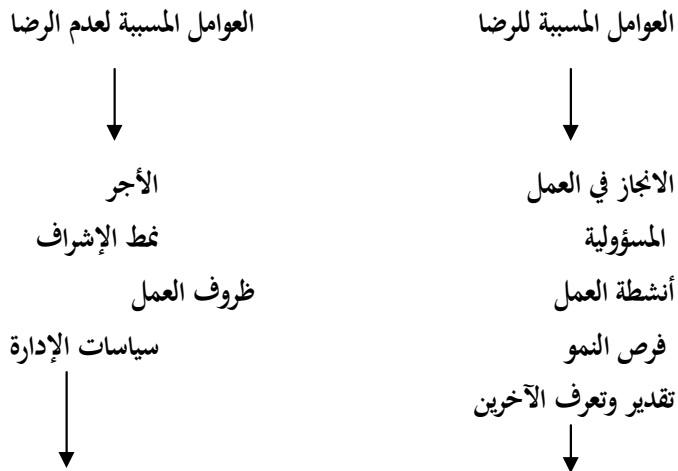 العوامل المسببة للرضا
العوامل المسببة لعدم الرضا
الانجاز في العمل
الأجر
المسؤولية
نمط الإشراف
أنشطة العمل
ظروف العمل
فرص النمو
سياسات الإدارة
تقدير وتعرف الآخرين